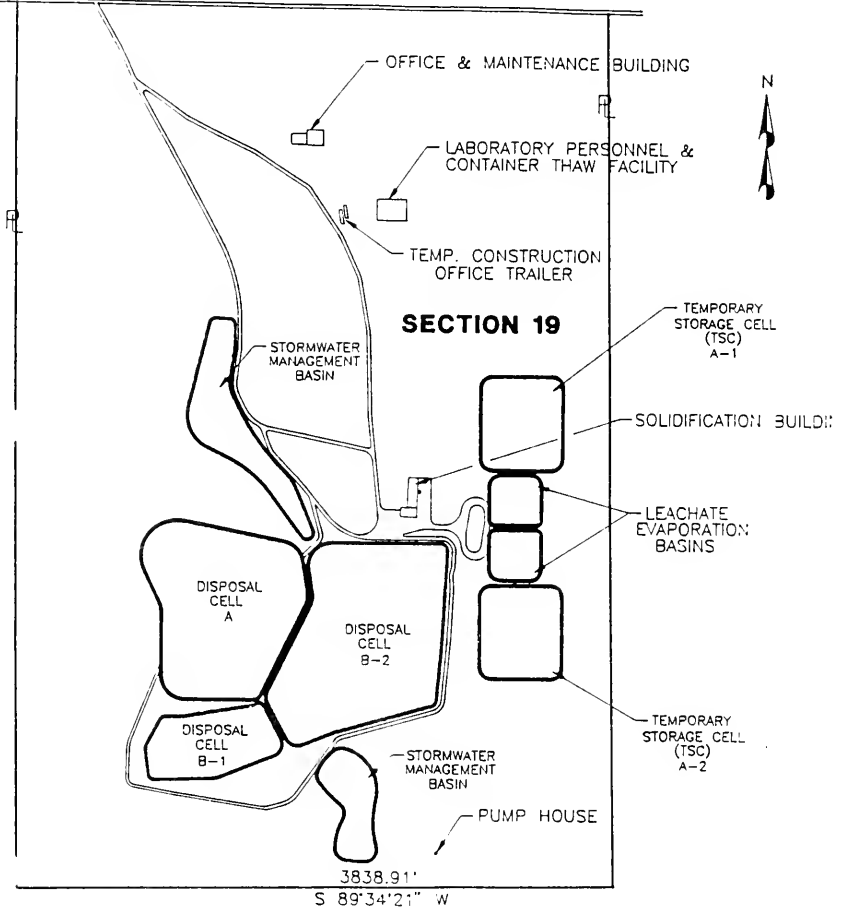 OFFICE & MAINTENANCE BUILDING
N
LABORATORY PERSONNEL &
CONTAINER THAW FACILITY
TEMP. CONSTRUCTION
OFFICE TRAILER
SECTION 19
TEMPORARY
STORAGE CELL
(TSC)
A-1
STORMWATER
MANAGEMENT
BASIN
SOLIDIFICATION
LEACHATE
EVAPORATION
BASINS
DISPOSAL
CELL
A
DISPOSAL
CELL
B-2
DISPOSAL
CELL
B-1
TEMPORARY
STORAGE CELL
(TSC)
A-2
STORMWATER
MANAGEMENT
BASIN
PUMP HOUSE
3838.91'
S 89°34'21" W